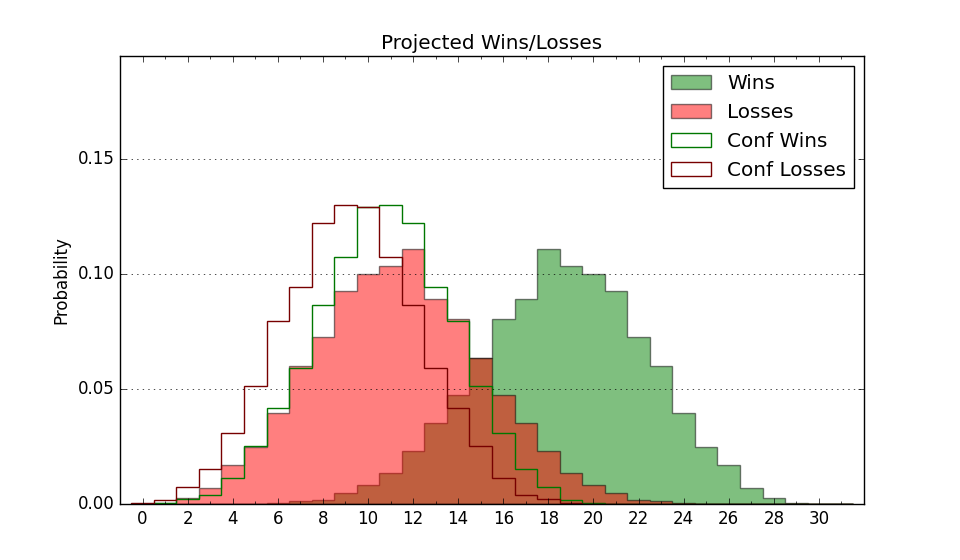 Projected Wins/Losses
Wins
Losses
Conf Wins
Conf Losses
Probability
0.15
0.10
0.05
0.00
0 2 4 6 8 10 12 14 16 18 20 22 24 26 28 30